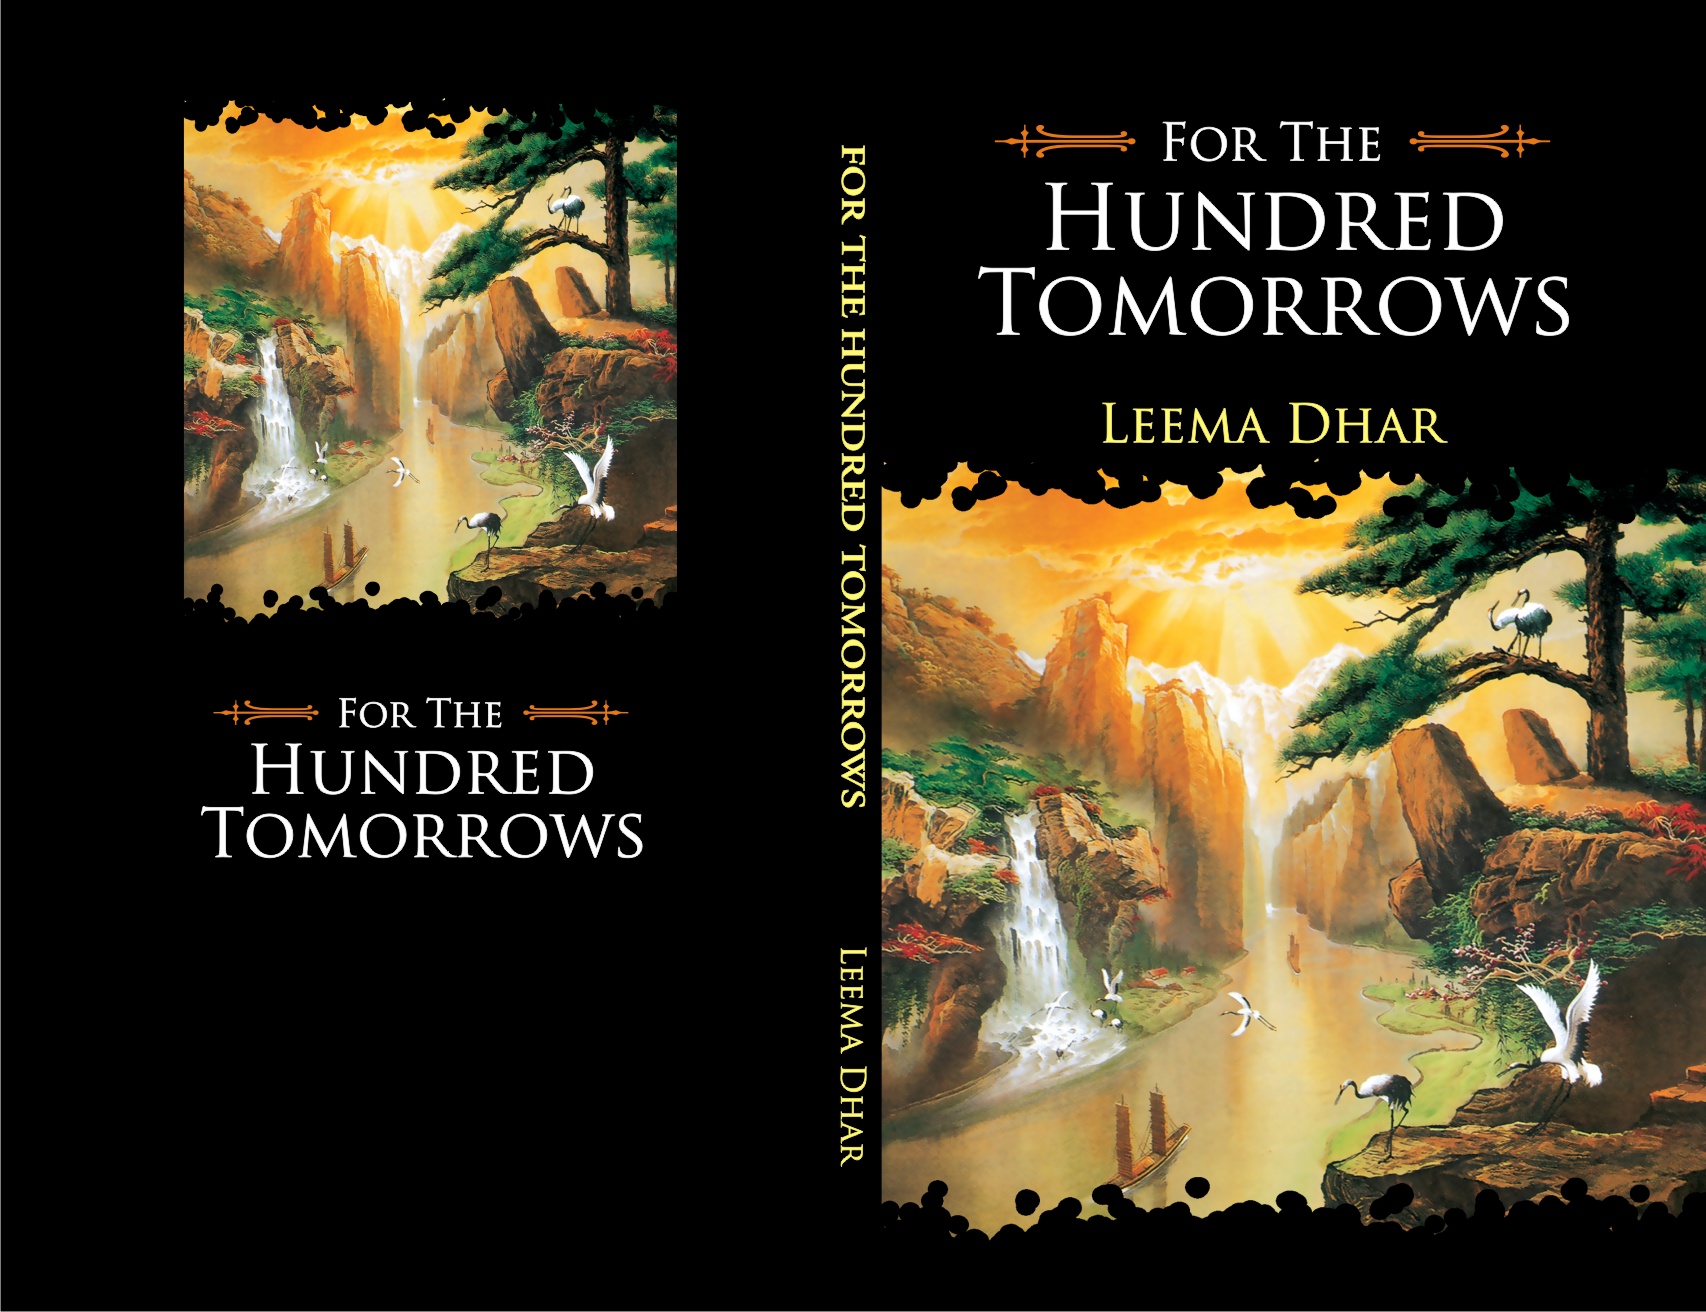 For The
Hundred
Tomorrows
For The Hundred Tomorrows
Leema Dhar
For The
Hundred
Tomorrows
Leema Dhar